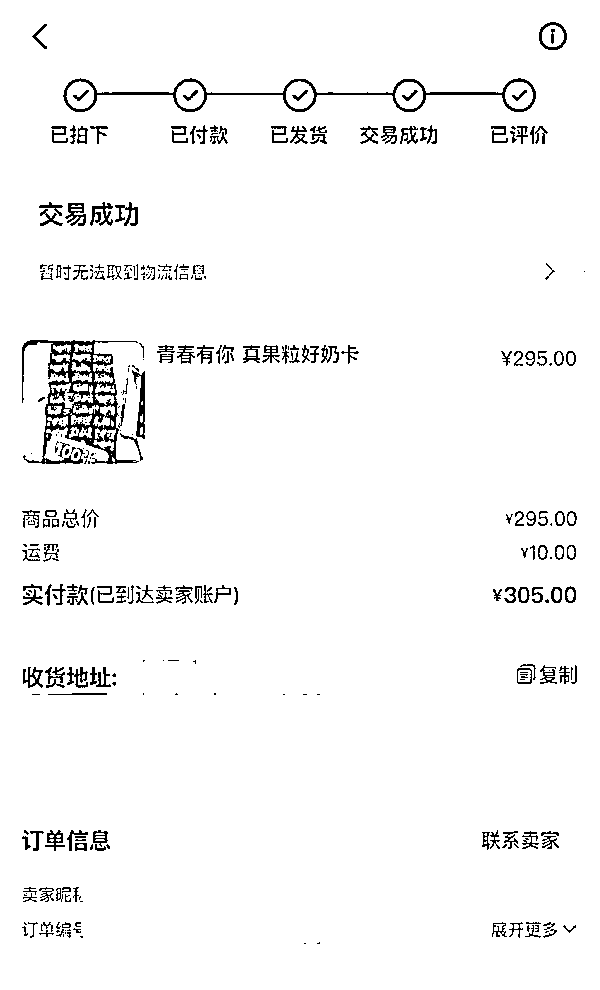 已拍下 已付款 已发货 交易成功 已评价
交易成功
暂时无法取到物流信息
青春有你 真果粒好奶卡 ¥295.00
100%
商品总价 ¥295.00
运费 ¥10.00
实付款(已到达卖家账户) ¥305.00
收货地址: 复制
订单信息 联系卖家
卖家昵称
订单编号 展开更多